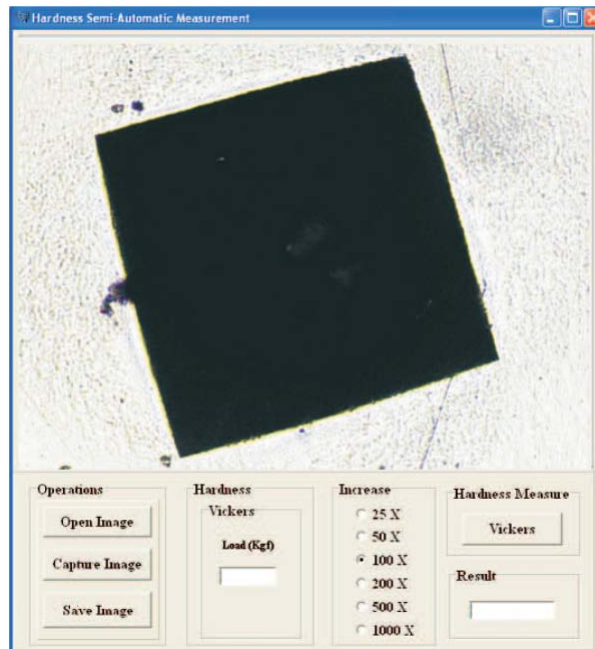 Hardness Semi-Automatic Measurement
Operations
Open Image
Capture Image
Save Image
Hardness
Vickers
Load (Kgf)
Increase
25 X
50 X
100 X
200 X
500 X
1000 X
Hardness Measure
Vickers
Result